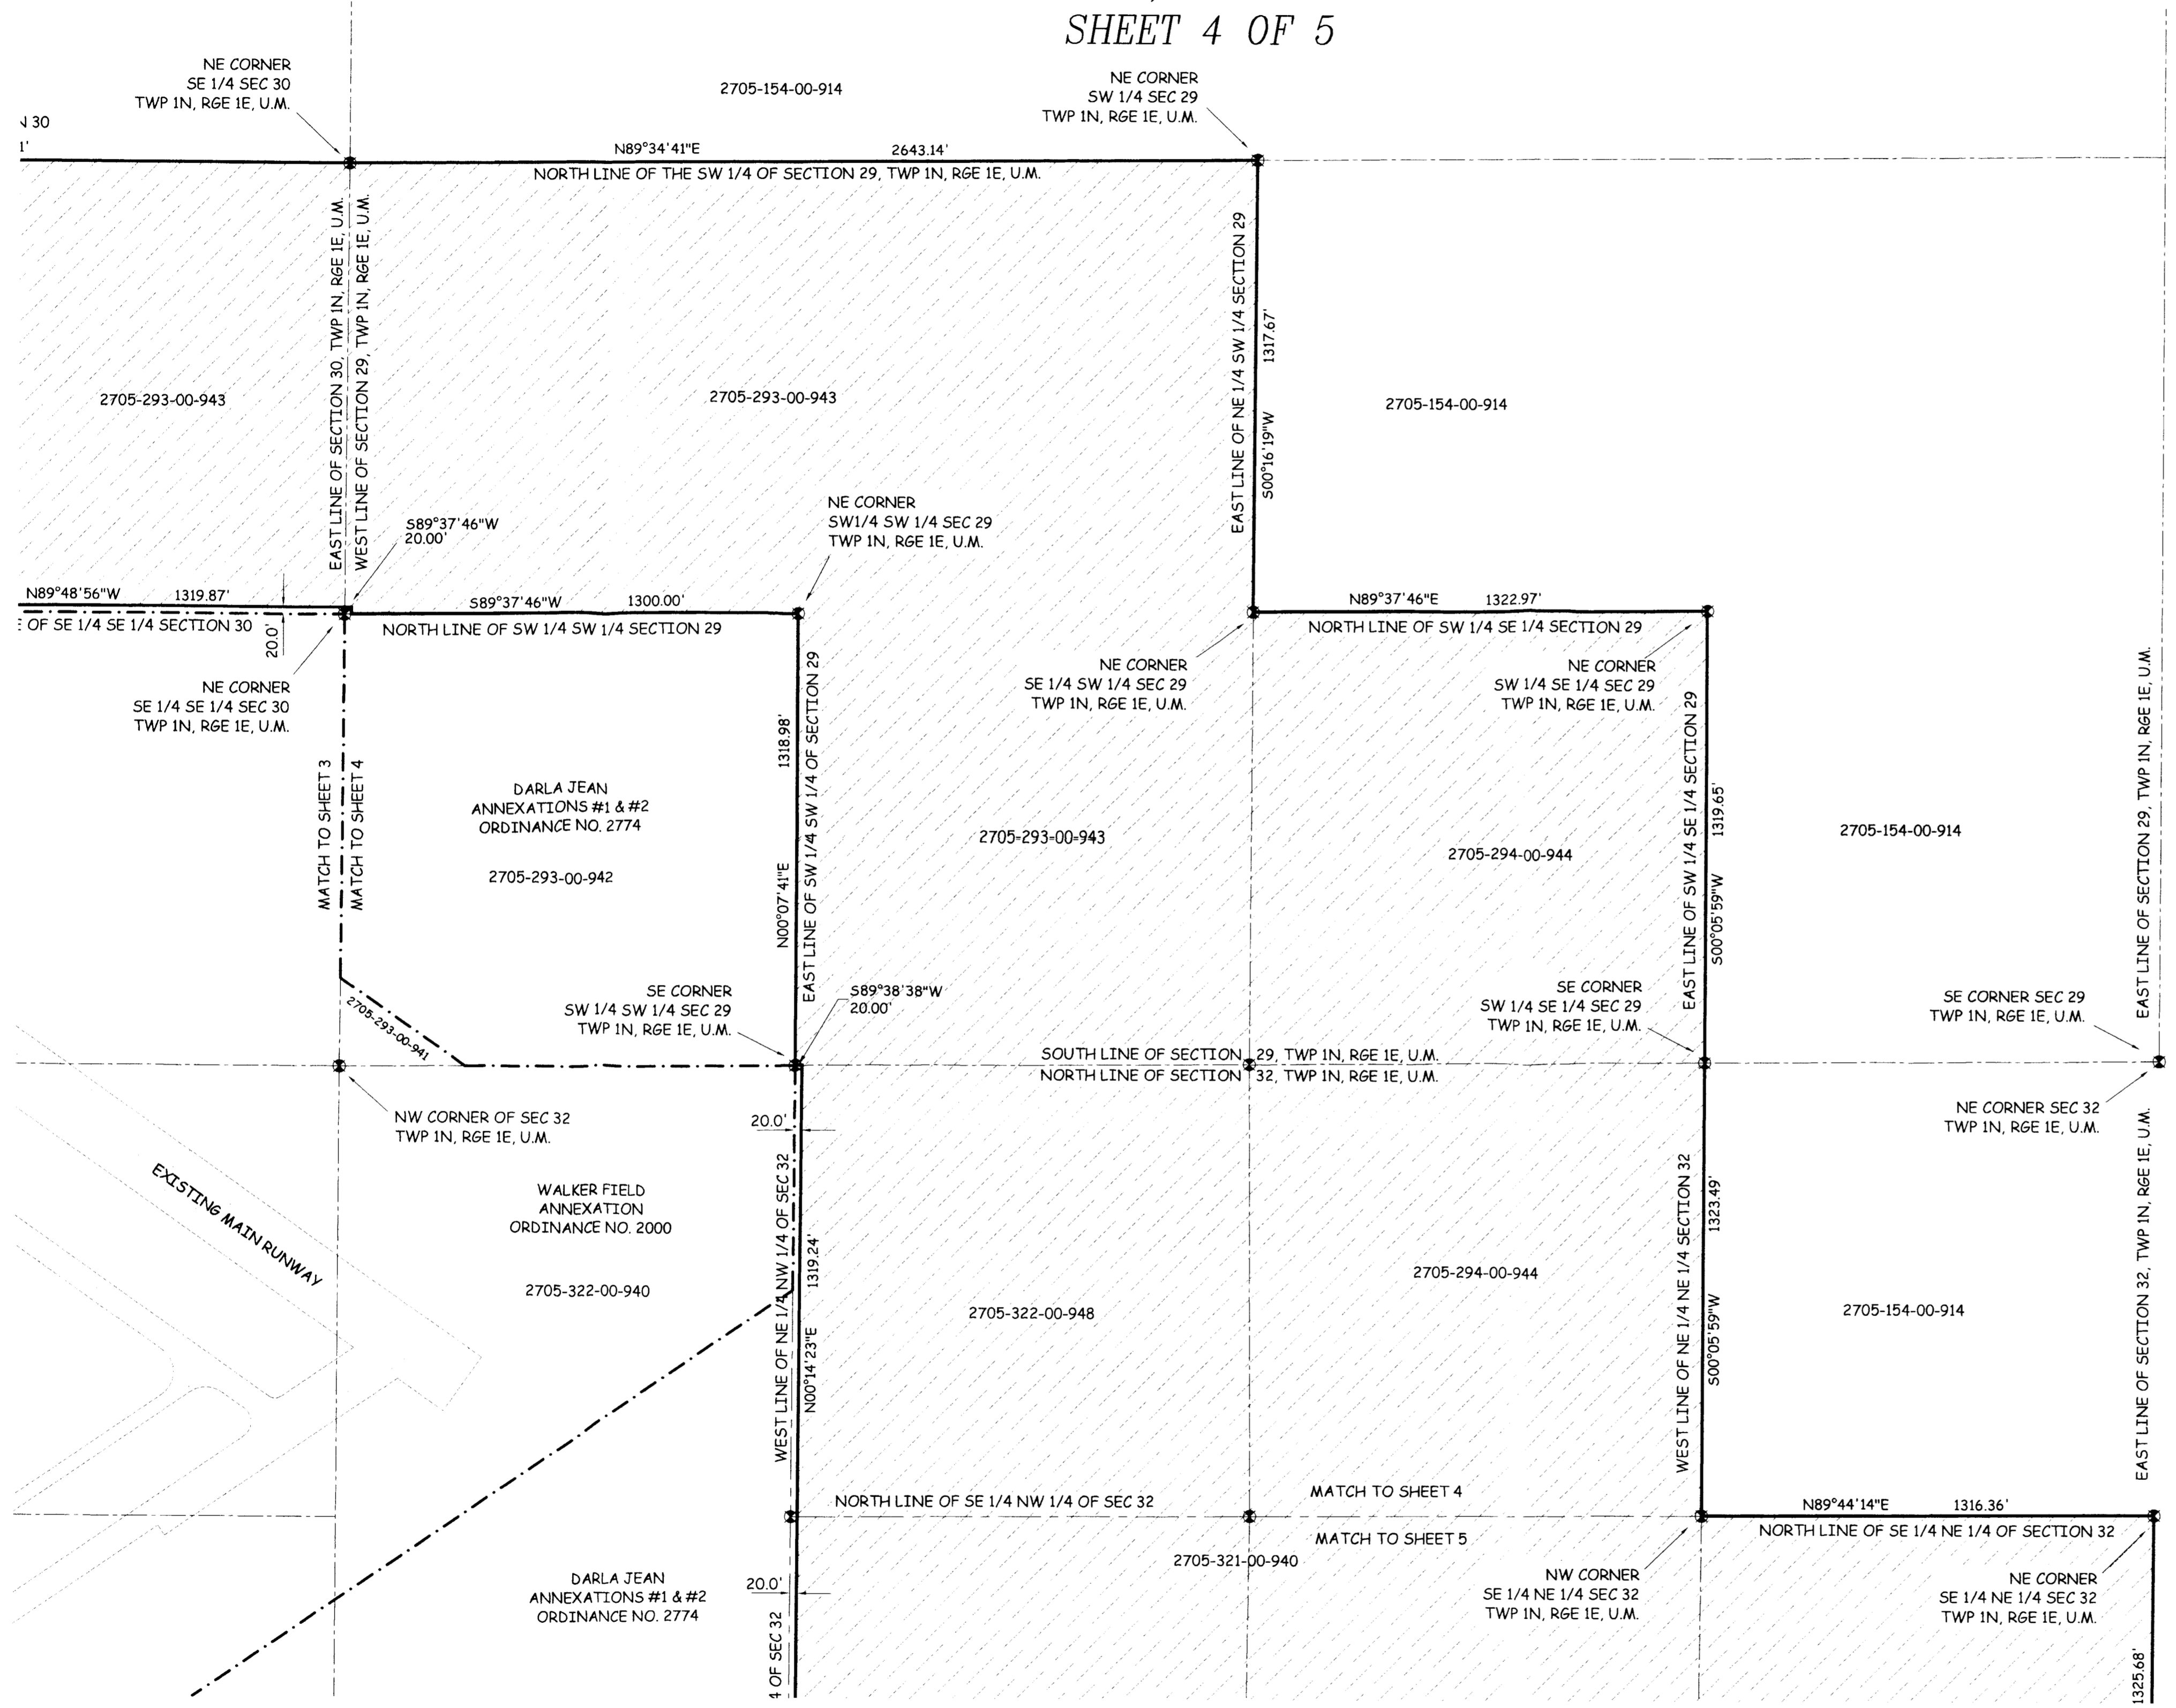 SHEET 4 OF 5
NE CORNER
SE 1/4 SEC 30
TWP 1N, RGE 1E, U.M.
2705-154-00-914
NE CORNER
SW 1/4 SEC 29
TWP 1N, RGE 1E, U.M.
30
1'
N89°34'41"E 2643.14'
NORTH LINE OF THE SW 1/4 OF SECTION 29, TWP 1N, RGE 1E, U.M.
EAST LINE OF SECTION 30, TWP 1N, RGE 1E, U.M.
WEST LINE OF SECTION 29, TWP 1N, RGE 1E, U.M.
EAST LINE OF NE 1/4 SW 1/4 SECTION 29
1317.67'
S00°16'19"W
2705-293-00-943
2705-293-00-943
2705-154-00-914
S89°37'46"W
20.00'
NE CORNER
SW1/4 SW 1/4 SEC 29
TWP 1N, RGE 1E, U.M.
N89°48'56"W 1319.87'
OF SE 1/4 SE 1/4 SECTION 30
20.0'
S89°37'46"W 1300.00'
NORTH LINE OF SW 1/4 SW 1/4 SECTION 29
N89°37'46"E 1322.97'
NORTH LINE OF SW 1/4 SE 1/4 SECTION 29
NE CORNER
SE 1/4 SE 1/4 SEC 30
TWP 1N, RGE 1E, U.M.
NE CORNER
SE 1/4 SW 1/4 SEC 29
TWP 1N, RGE 1E, U.M.
NE CORNER
SW 1/4 SE 1/4 SEC 29
TWP 1N, RGE 1E, U.M.
MATCH TO SHEET 3
MATCH TO SHEET 4
DARLA JEAN
ANNEXATIONS #1 & #2
ORDINANCE NO. 2774
2705-293-00-942
1318.98'
N00°07'41"E
EAST LINE OF SW 1/4 SW 1/4 OF SECTION 29
2705-293-00-943
2705-294-00-944
EAST LINE OF SW 1/4 SE 1/4 SECTION 29
1319.65'
S00°05'59"W
2705-154-00-914
EAST LINE OF SECTION 29, TWP 1N, RGE 1E, U.M.
2705-293-00-941
SE CORNER
SW 1/4 SW 1/4 SEC 29
TWP 1N, RGE 1E, U.M.
S89°38'38"W
20.00'
SE CORNER
SW 1/4 SE 1/4 SEC 29
TWP 1N, RGE 1E, U.M.
SE CORNER SEC 29
TWP 1N, RGE 1E, U.M.
SOUTH LINE OF SECTION 29, TWP 1N, RGE 1E, U.M.
NORTH LINE OF SECTION 32, TWP 1N, RGE 1E, U.M.
NW CORNER OF SEC 32
TWP 1N, RGE 1E, U.M.
20.0'
NE CORNER SEC 32
TWP 1N, RGE 1E, U.M.
EXISTING MAIN RUNWAY
WALKER FIELD
ANNEXATION
ORDINANCE NO. 2000
2705-322-00-940
WEST LINE OF NE 1/4 NW 1/4 OF SEC 32
1319.24'
N00°14'23"E
2705-322-00-948
2705-294-00-944
WEST LINE OF NE 1/4 NE 1/4 SECTION 32
1323.49'
S00°05'59"W
2705-154-00-914
EAST LINE OF SECTION 32, TWP 1N, RGE 1E, U.M.
NORTH LINE OF SE 1/4 NW 1/4 OF SEC 32
MATCH TO SHEET 4
MATCH TO SHEET 5
2705-321-00-940
N89°44'14"E 1316.36'
NORTH LINE OF SE 1/4 NE 1/4 OF SECTION 32
DARLA JEAN
ANNEXATIONS #1 & #2
ORDINANCE NO. 2774
20.0'
4 OF SEC 32
NW CORNER
SE 1/4 NE 1/4 SEC 32
TWP 1N, RGE 1E, U.M.
NE CORNER
SE 1/4 NE 1/4 SEC 32
TWP 1N, RGE 1E, U.M.
1325.68'